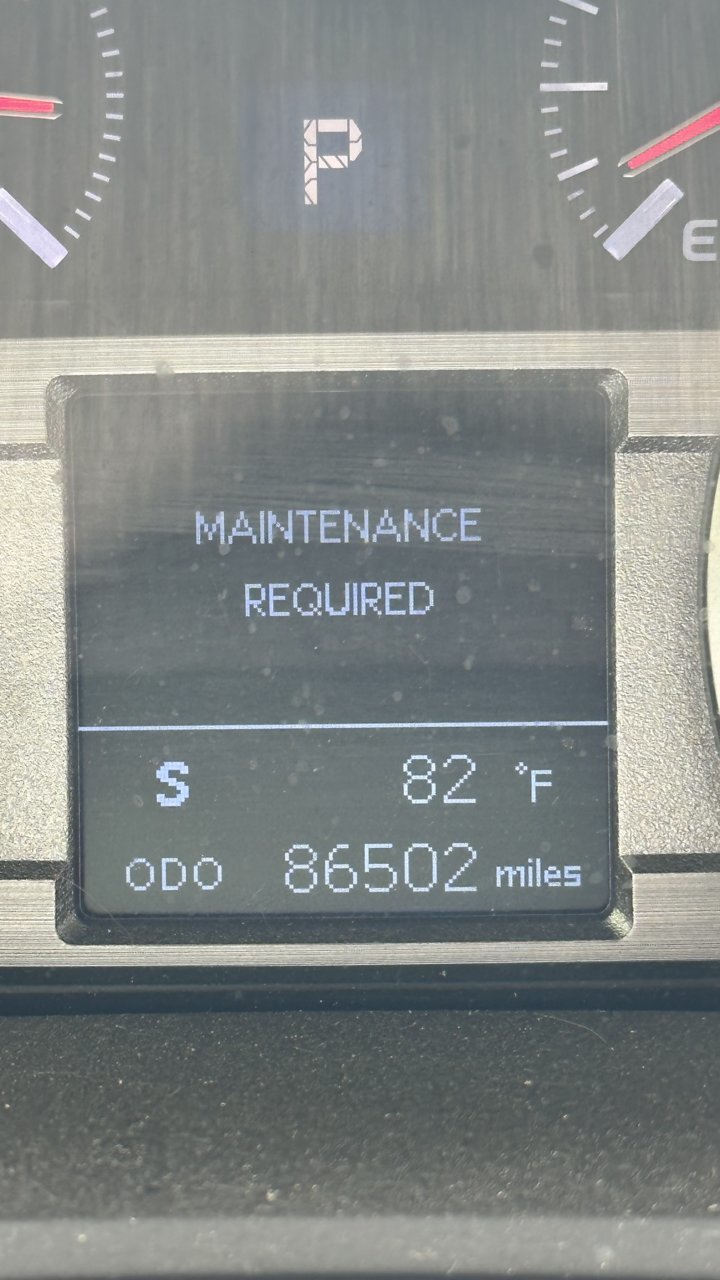 P
E
MAINTENANCE
REQUIRED
S 82 °F
ODO 86502 miles